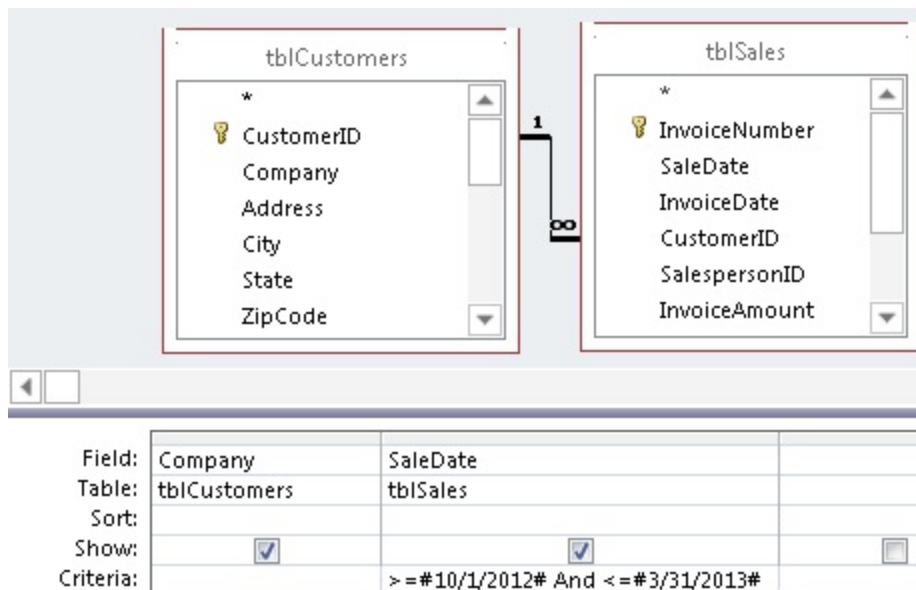 tblCustomers
*
CustomerID
Company
Address
City
State
ZipCode
1
∞
tblSales
*
InvoiceNumber
SaleDate
InvoiceDate
CustomerID
SalespersonID
InvoiceAmount
Field: Company SaleDate
Table: tblCustomers tblSales
Sort:
Show:
Criteria: >=#10/1/2012# And <=#3/31/2013#